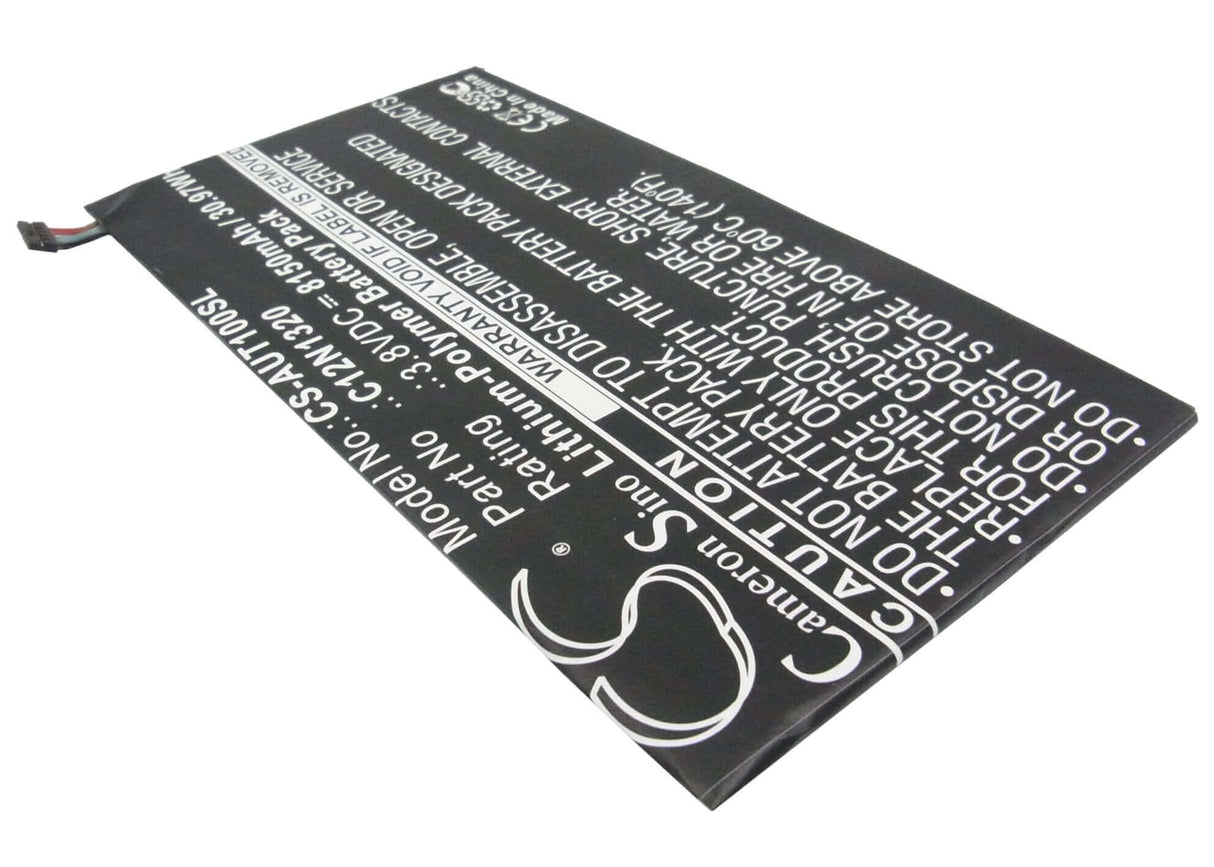 CS
®
Cameron Sino
Model No.: CS-AUT100SL
Part No ..: C12N1320
Rating ..: 3.8VDC 8150mAh / 30.97Wh
Lithium-Polymer Battery Pack
WARRANTY VOID IF LABEL IS REMOVED
CAUTION
•DO NOT ATTEMPT TO DISASSEMBLE, OPEN OR SERVICE
THE BATTERY PACK.
•REPLACE ONLY WITH THE BATTERY PACK DESIGNATED
FOR THIS PRODUCT.
•DO NOT CRUSH, PUNCTURE, SHORT EXTERNAL CONTACTS,
OR DISPOSE OF IN FIRE OR WATER.
•DO NOT STORE ABOVE 60°C (140°F).
CE
Made In China